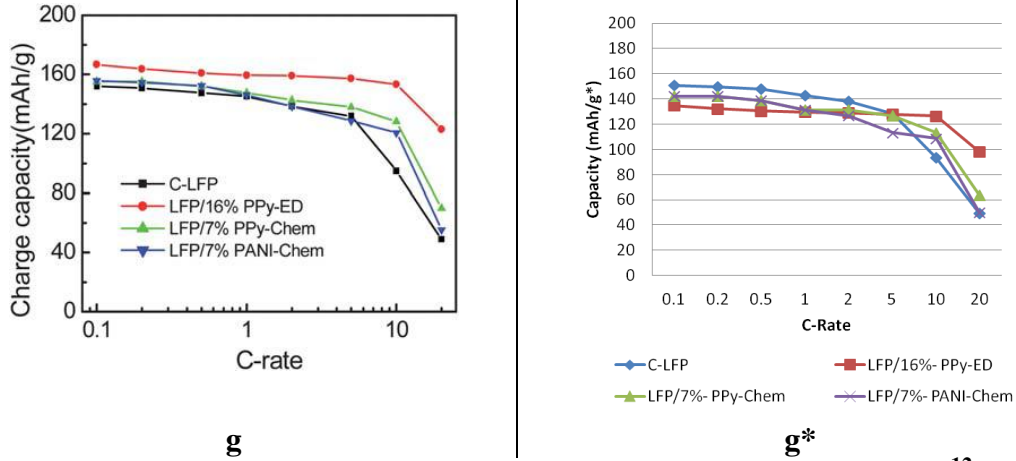 200
160
120
80
40
0
Charge capacity(mAh/g)
C-LFP
LFP/16% PPy-ED
LFP/7% PPy-Chem
LFP/7% PANI-Chem
0.1 1 10
C-rate
g
200
180
160
140
120
100
80
60
40
20
0
Capacity (mAh/g*)
0.1 0.2 0.5 1 2 5 10 20
C-Rate
C-LFP LFP/16%- PPy-ED
LFP/7%- PPy-Chem LFP/7%- PANI-Chem
g*